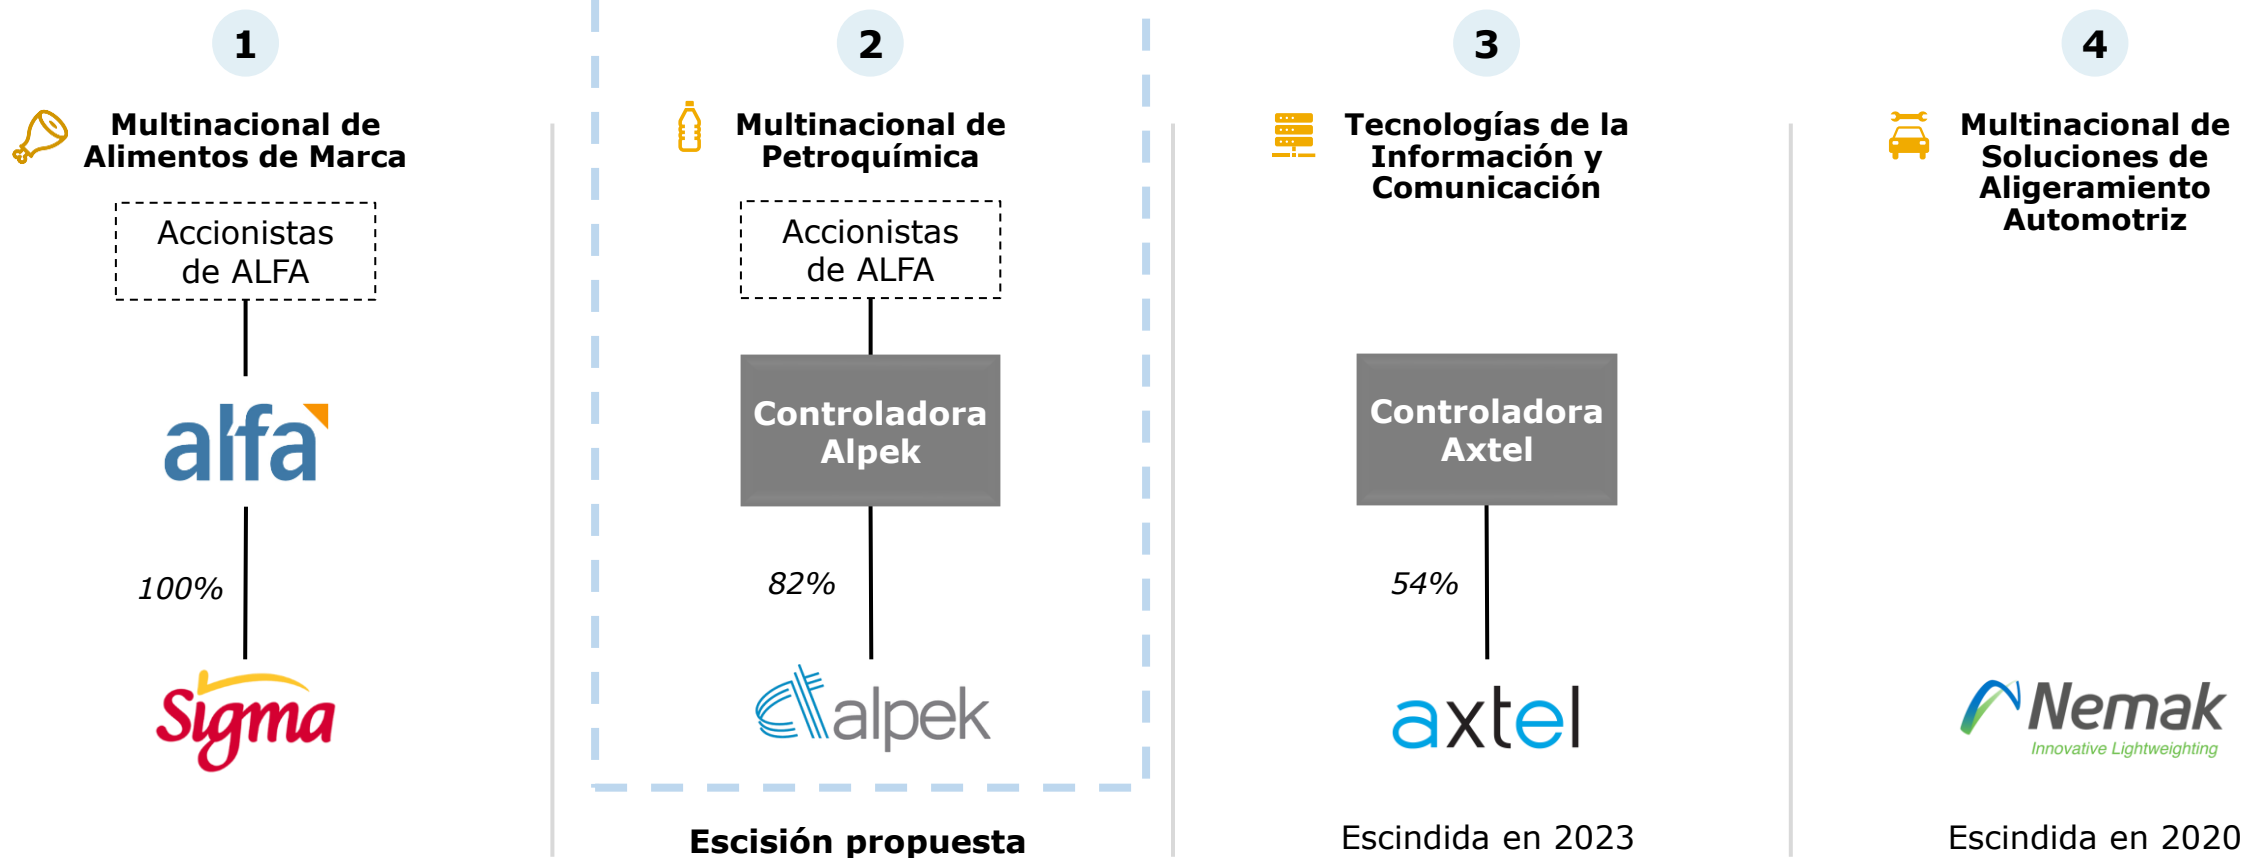 1
Multinacional de
Alimentos de Marca
Accionistas
de ALFA
alfa
100%
Sigma
2
Multinacional de
Petroquímica
Accionistas
de ALFA
Controladora
Alpek
82%
alpek
Escisión propuesta
3
Tecnologías de la
Información y
Comunicación
Controladora
Axtel
54%
axtel
Escindida en 2023
4
Multinacional de
Soluciones de
Aligeramiento
Automotriz
Nemak
Innovative Lightweighting
Escindida en 2020